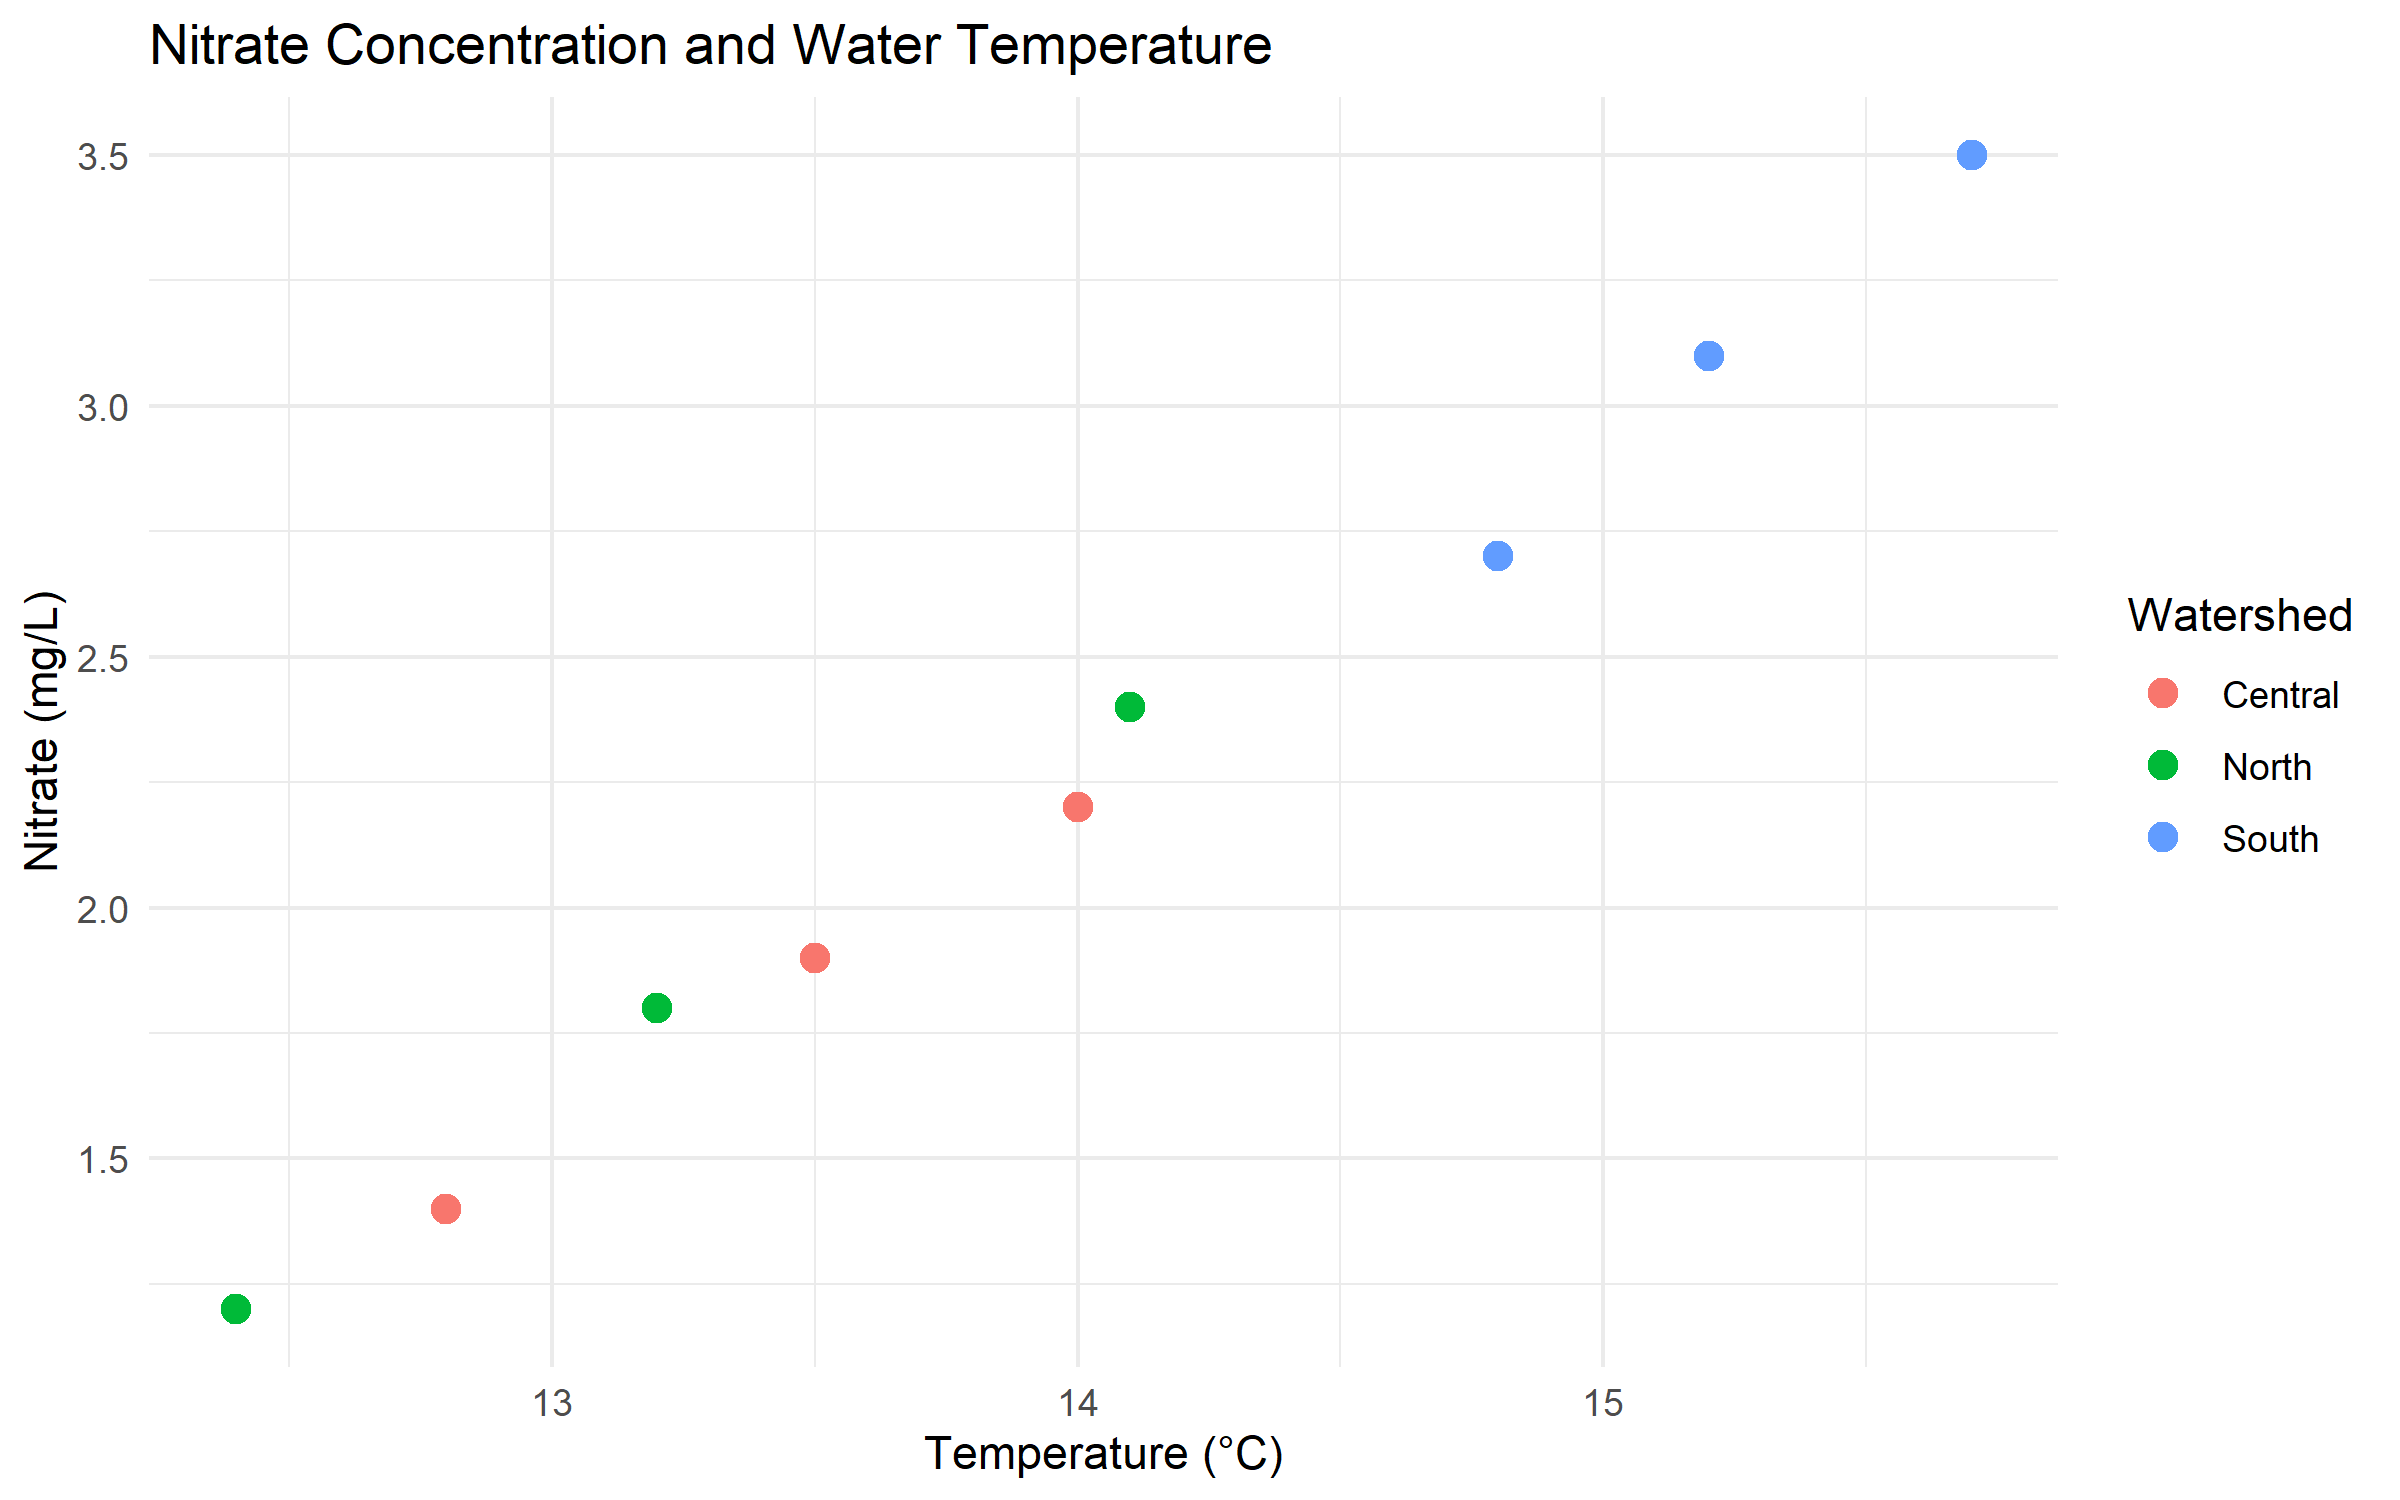 Nitrate Concentration and Water Temperature
Nitrate (mg/L)
3.5
3.0
2.5
2.0
1.5
13
14
15
Temperature (°C)
Watershed
Central
North
South